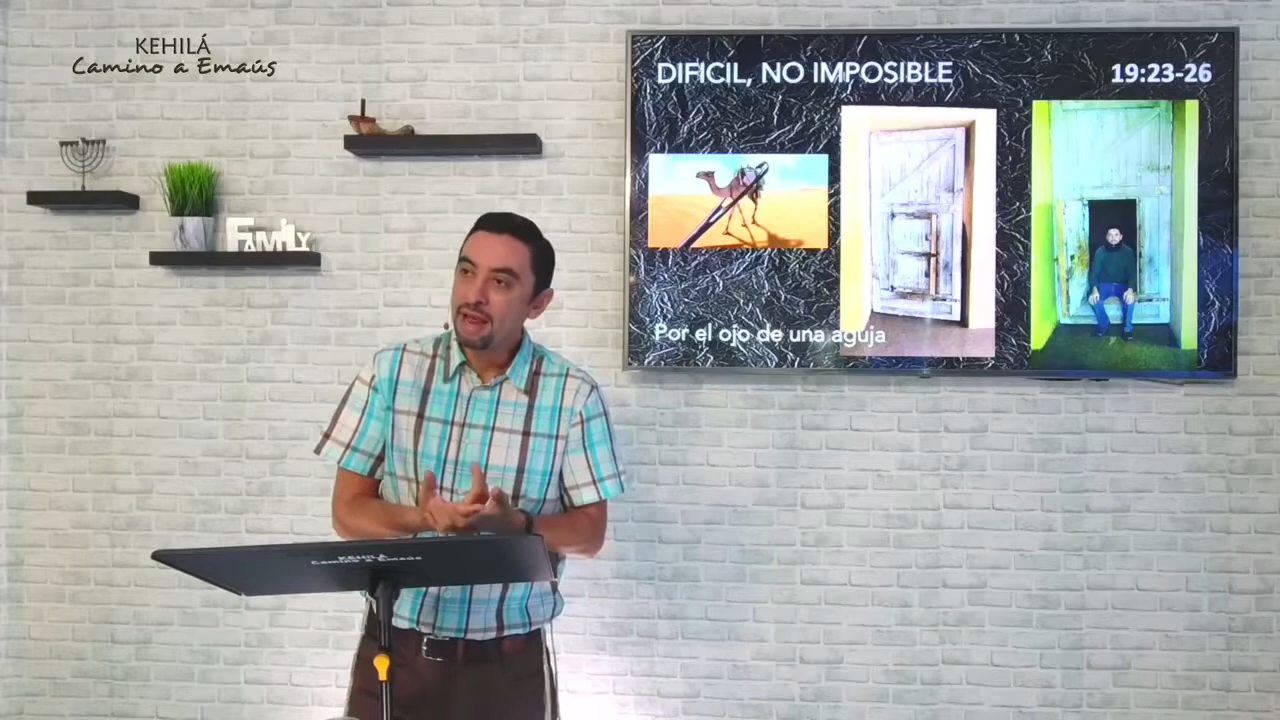 KEHILÁ
Camino a Emaús
FAMILY
DIFICIL, NO IMPOSIBLE
19:23-26
Por el ojo de una aguja
KEHILÁ
Camino a Emaús